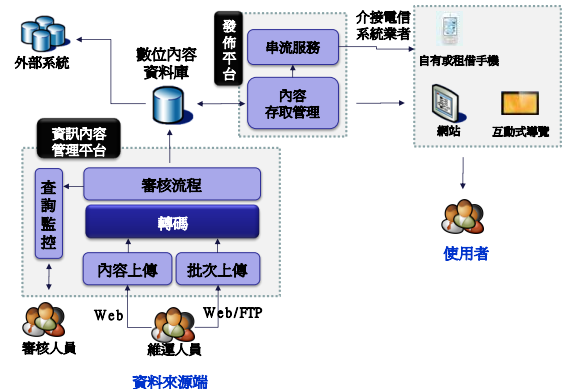 外部系統
數位內容
資料庫
發佈平台
串流服務
內容
存取管理
介接電信
系統業者
自有或租借手機
網站
互動式導覽
使用者
資訊內容
管理平台
查詢監控
審核流程
轉碼
內容上傳
批次上傳
Web
Web/FTP
審核人員
維運人員
資料來源端